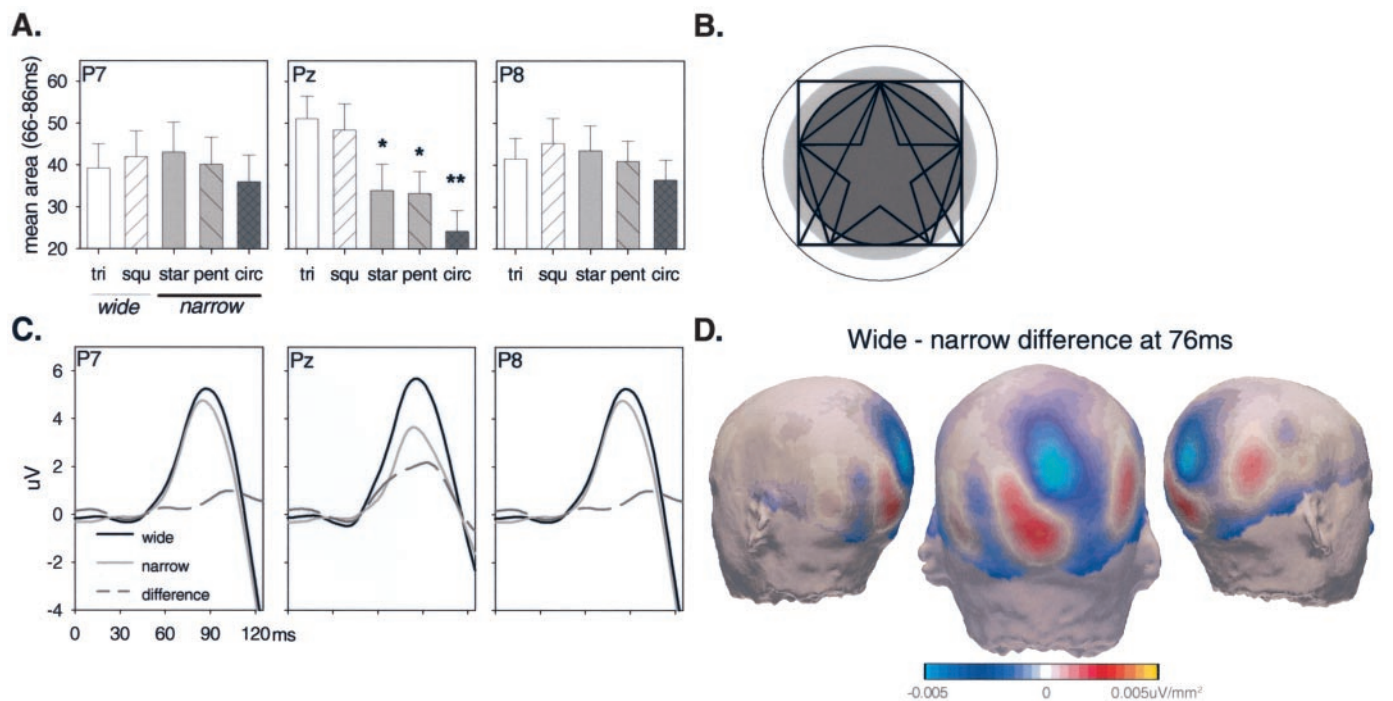 A.
B.
P7
Pz
P8
mean area (66-86ms)
60
50
40
30
20
*
*
**
tri squ star pent circ
tri squ star pent circ
tri squ star pent circ
wide narrow
C.
D.
P7
Pz
P8
uV
6
4
2
0
-2
-4
wide
narrow
difference
0 30 60 90 120 ms
Wide - narrow difference at 76ms
-0.005 0 0.005uV/mm²